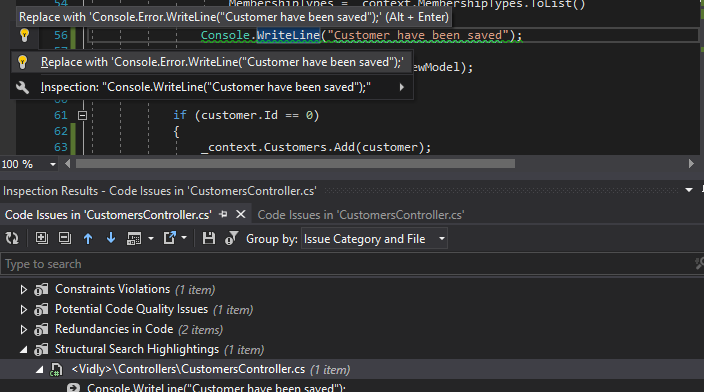 54 MembershipTypes = _context.MembershipTypes.ToList()
Replace with 'Console.Error.WriteLine("Customer have been saved");' (Alt + Enter)
56 Console.WriteLine("Customer have been saved");
Replace with 'Console.Error.WriteLine("Customer have been saved");'
ewModel);
Inspection: "Console.WriteLine("Customer have been saved");"
61 if (customer.Id == 0)
62 {
63 _context.Customers.Add(customer);
100 %
Inspection Results - Code Issues in 'CustomersController.cs'
Code Issues in 'CustomersController.cs' Code Issues in 'CustomersController.cs'
Group by: Issue Category and File
Type to search
Constraints Violations (1 item)
Potential Code Quality Issues (1 item)
Redundancies in Code (2 items)
Structural Search Highlightings (1 item)
<Vidly>\Controllers\CustomersController.cs (1 item)
Console.WriteLine("Customer have been saved");